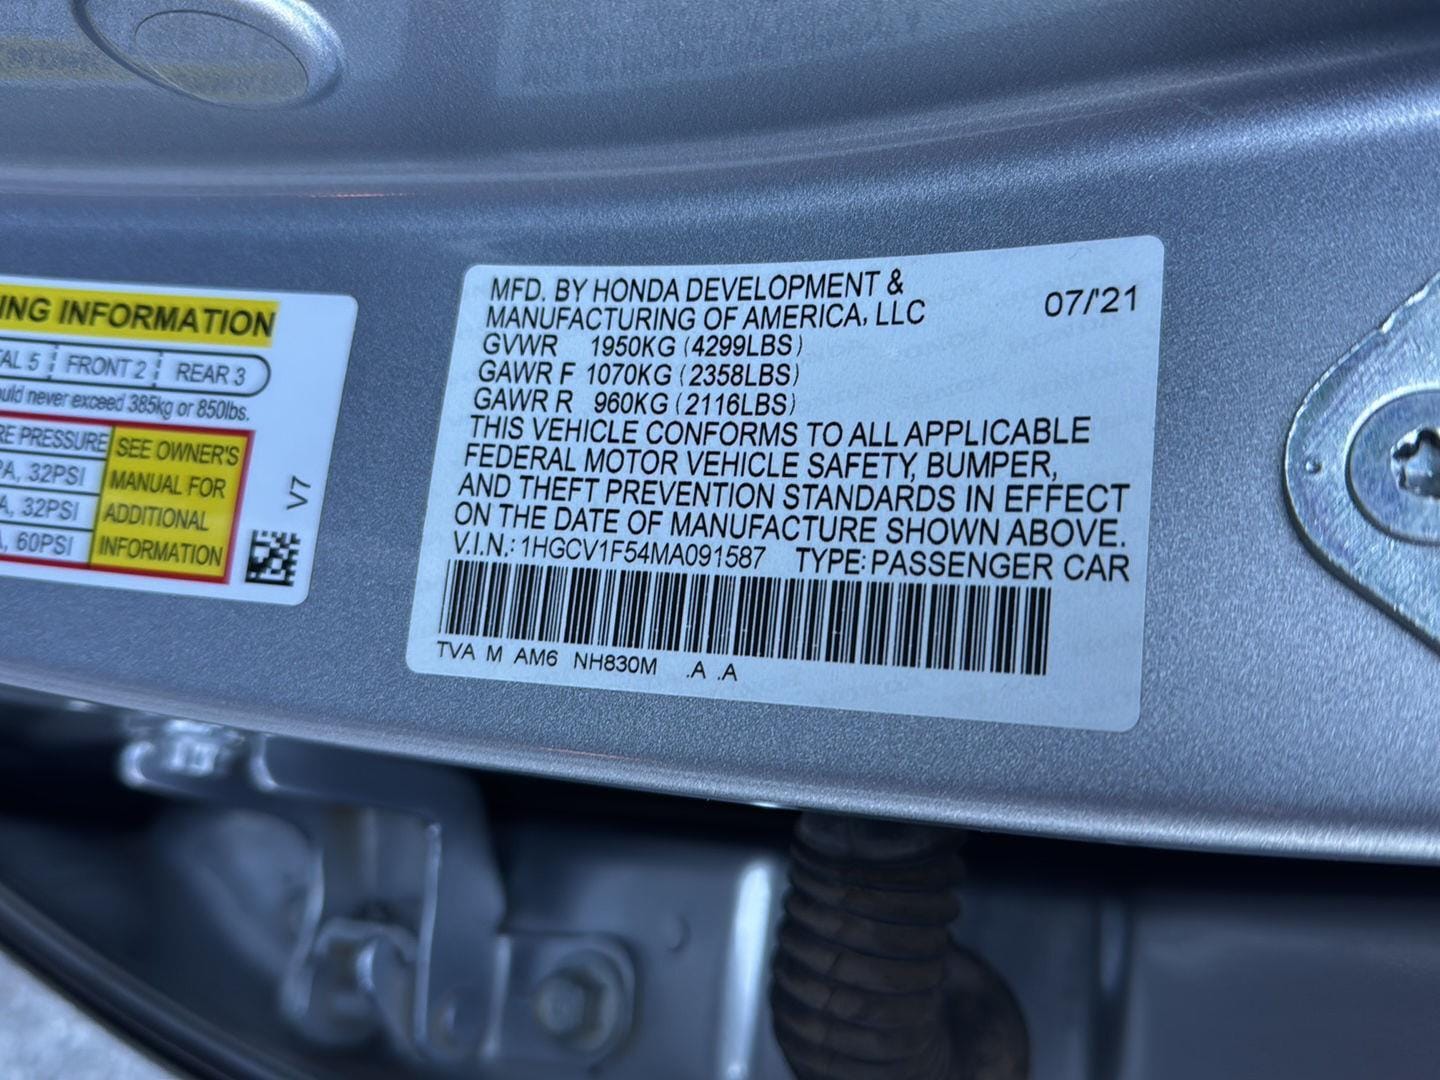 NG INFORMATION
AL 5 FRONT 2 REAR 3
ould never exceed 385kg or 850lbs.
RE PRESSURE
PA, 32PSI
A, 32PSI
A, 60PSI
SEE OWNER'S
MANUAL FOR
ADDITIONAL
INFORMATION
V7
MFD. BY HONDA DEVELOPMENT &
MANUFACTURING OF AMERICA, LLC
07/'21
GVWR 1950KG (4299LBS)
GAWR F 1070KG (2358LBS)
GAWR R 960KG (2116LBS)
THIS VEHICLE CONFORMS TO ALL APPLICABLE
FEDERAL MOTOR VEHICLE SAFETY, BUMPER,
AND THEFT PREVENTION STANDARDS IN EFFECT
ON THE DATE OF MANUFACTURE SHOWN ABOVE.
V.I.N.: 1HGCV1F54MA091587 TYPE: PASSENGER CAR
TVA M AM6 NH830M .A .A